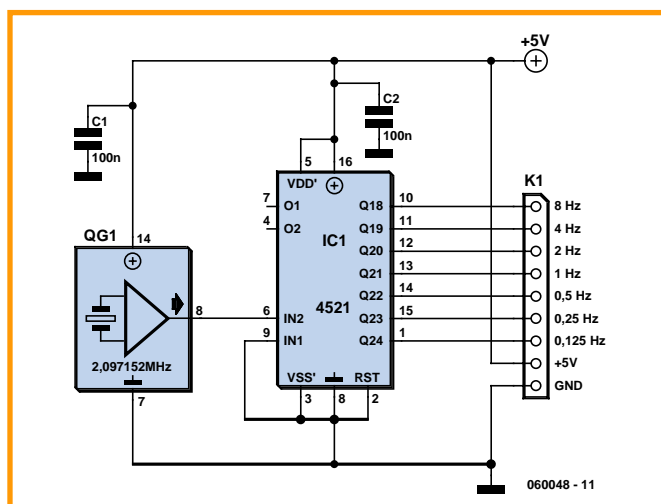 +5V
C1
100n
C2
100n
5
16
K1
VDD'
7
O1
Q18
10
8 Hz
4
O2
Q19
11
4 Hz
IC1
Q20
12
2 Hz
QG1
14
Q21
13
1 Hz
4521
Q22
14
0,5 Hz
8
6
IN2
Q23
15
0,25 Hz
9
IN1
Q24
1
0,125 Hz
2,097152MHz
VSS'
RST
+5V
7
3
8
2
GND
060048 - 11